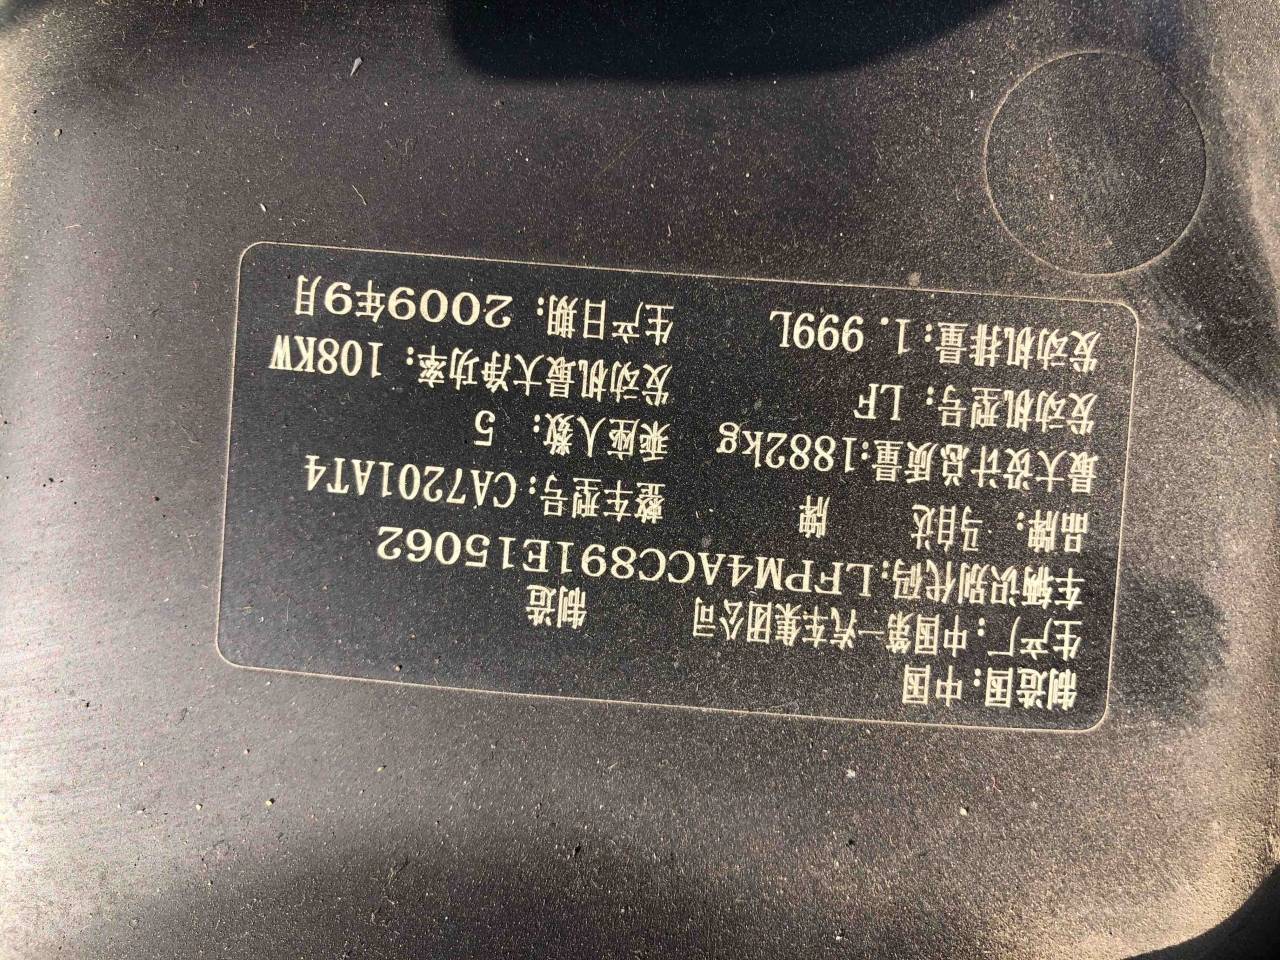 制造国:中国
生产厂:中国第一汽车集团公司 制造
车辆识别代码:LFPM4ACC891E15062
品牌: 马自达 牌 整车型号:CA7201AT4
最大设计总质量:1882kg 乘座人数: 5
发动机型号: LF 发动机最大净功率: 108KW
发动机排量:1.999L 生产日期: 2009年9月